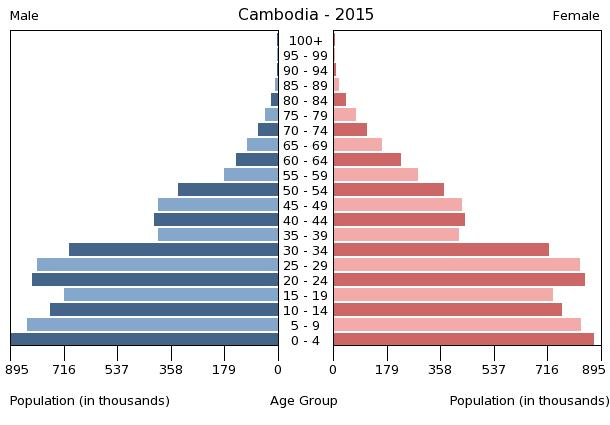 Male Cambodia - 2015 Female
100+
95 - 99
90 - 94
85 - 89
80 - 84
75 - 79
70 - 74
65 - 69
60 - 64
55 - 59
50 - 54
45 - 49
40 - 44
35 - 39
30 - 34
25 - 29
20 - 24
15 - 19
10 - 14
5 - 9
0 - 4
895 716 537 358 179 0 0 179 358 537 716 895
Population (in thousands) Age Group Population (in thousands)